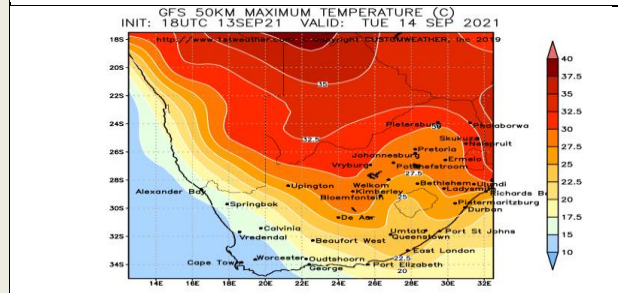 GFS 50KM MAXIMUM TEMPERATURE (C)
INIT: 18UTC 13SEP21 VALID: TUE 14 SEP 2021
CUSTOMWEATHER, Inc 2019
18S
20S
35
40
37.5
22S
35
24S
Pietersburg 30 Phalaborwa
32.5
Skukuza
32.5
Pretoria Nelspruit
26S
Johannesburg Ermelo
30
Vryburg Potchefstroom
27.5
27.5
28S
Welkom Bethlehem Ulundi
25
Alexander Bay Upington Kimberley Ladysmith
22.5
Bloemfontein 25 Richards B
30S
Springbok Pietermaritzburg
20
De Aar Durban
17.5
Calvinia Umtata Port St Johns
32S
Vredendal Queenstown
15
Beaufort West East London
10
Worcester Oudtshoorn 22.5
34S
Cape Town George Port Elizabeth 20
14E 16E 18E 20E 22E 24E 26E 28E 30E 32E